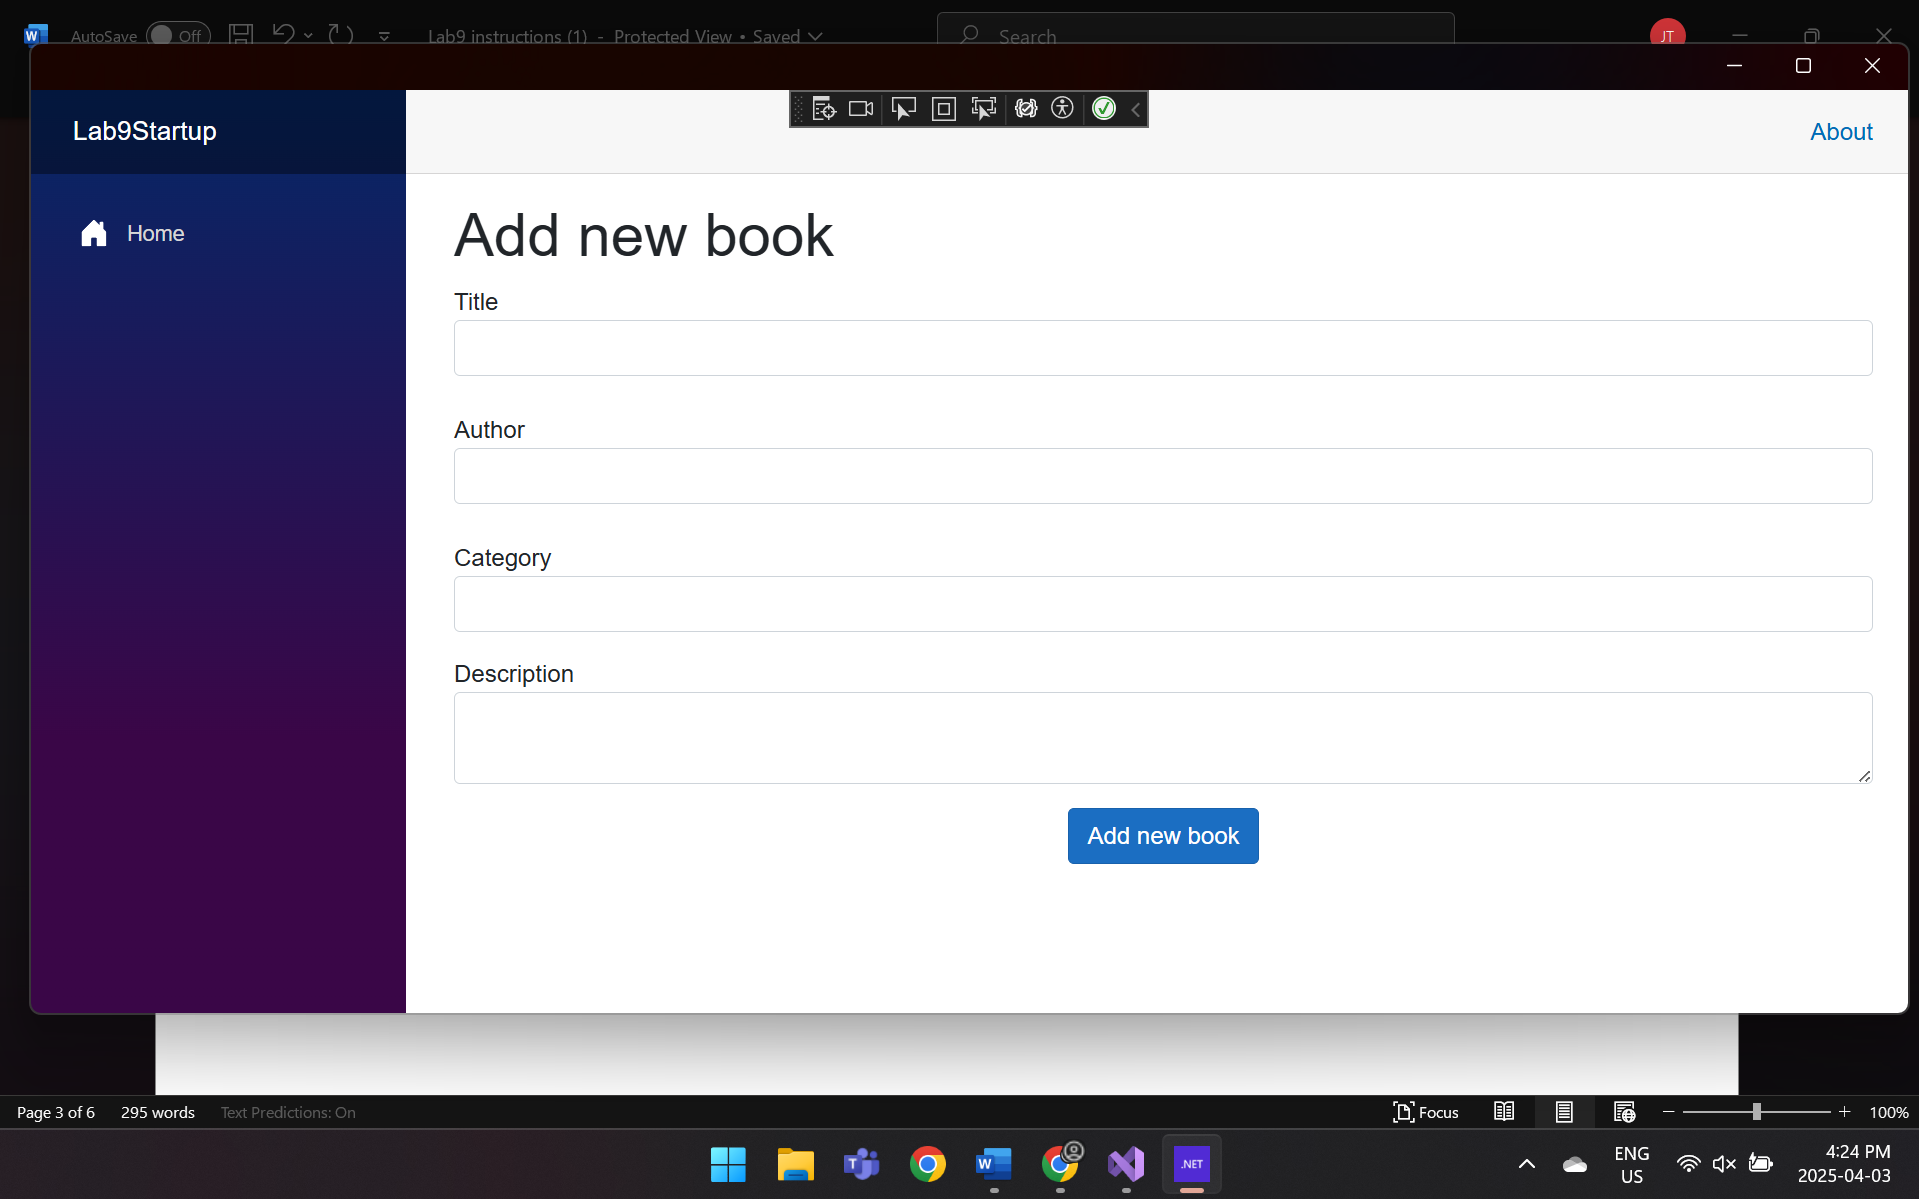 AutoSave Off Lab9 instructions (1) - Protected View • Saved Search JT
Lab9Startup
About
Home
Add new book
Title
Author
Category
Description
Add new book
Page 3 of 6 295 words Text Predictions: On Focus 100%
.NET
ENG
US
4:24 PM
2025-04-03